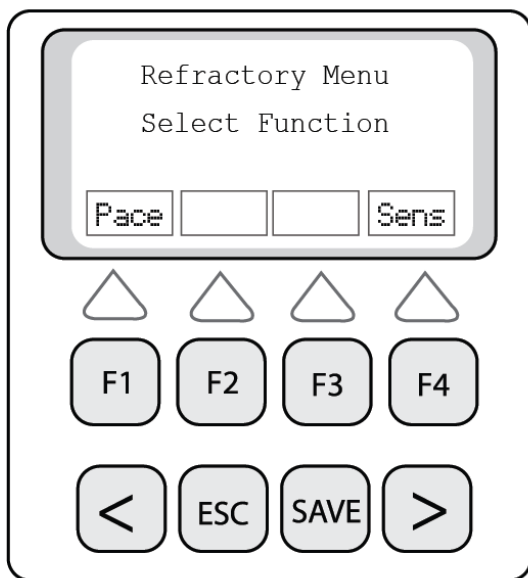 Refractory Menu
Select Function
Pace Sens
F1 F2 F3 F4
< ESC SAVE >